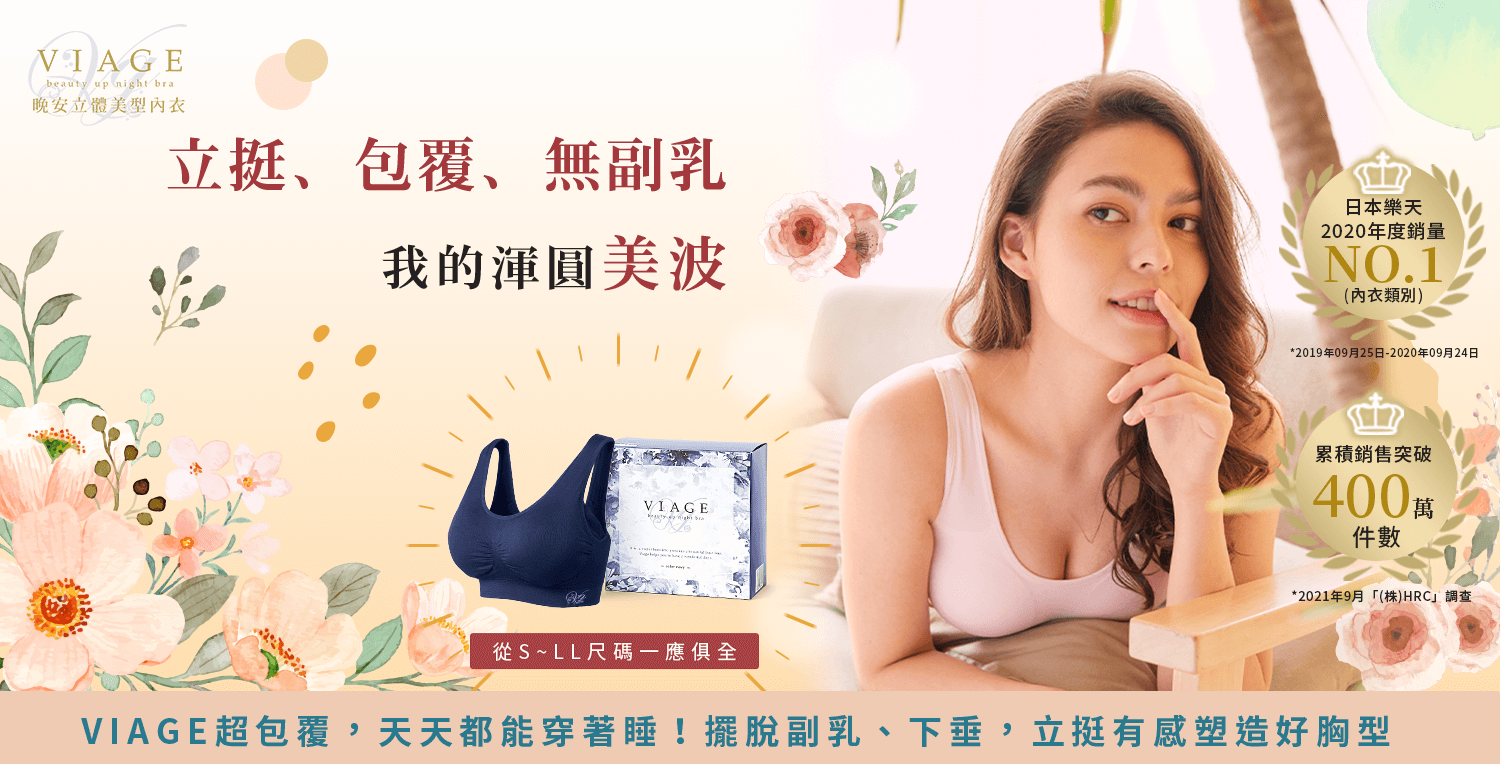 VIAGE
beauty up night bra
晚安立體美型內衣
立挺、包覆、無副乳
我的渾圓美波
日本樂天
2020年度銷量
NO.1
(內衣類別)
*2019年09月25日-2020年09月24日
累積銷售突破
400萬
件數
*2021年9月「(株)HRC」調查
VIAGE
beauty up night bra
從S~LL尺碼一應俱全
VIAGE超包覆，天天都能穿著睡！擺脫副乳、下垂，立挺有感塑造好胸型